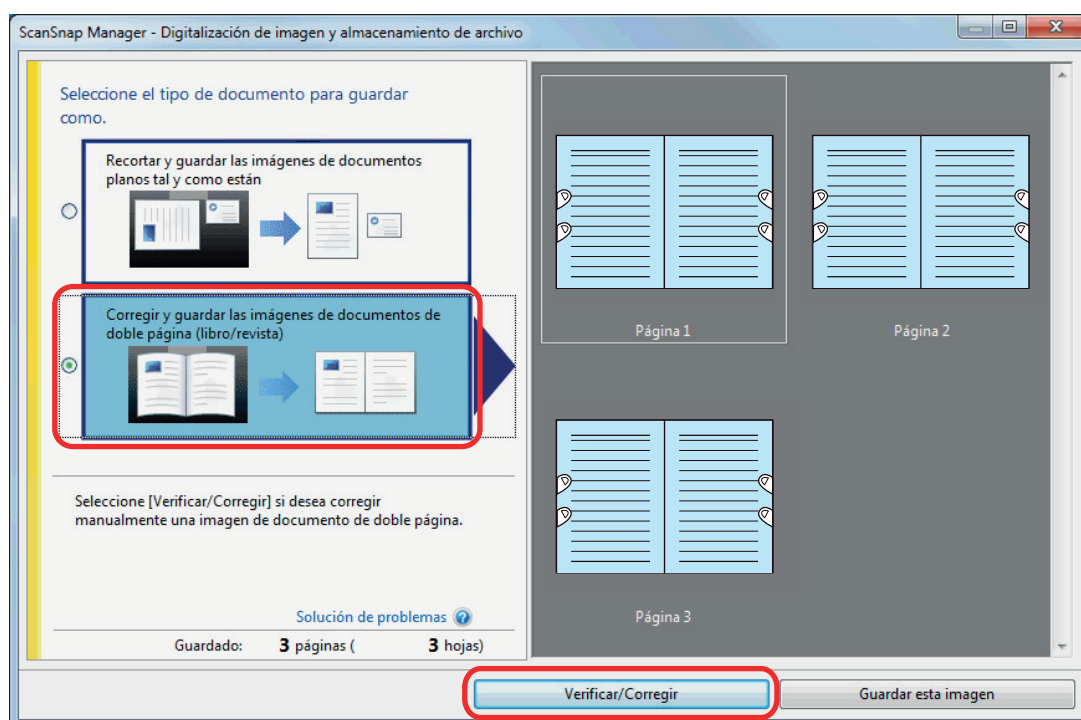 ScanSnap Manager - Digitalización de imagen y almacenamiento de archivo
Seleccione el tipo de documento para guardar
como.
Recortar y guardar las imágenes de documentos
planos tal y como están
Corregir y guardar las imágenes de documentos de
doble página (libro/revista)
Seleccione [Verificar/Corregir] si desea corregir
manualmente una imagen de documento de doble página.
Solución de problemas
Guardado: 3 páginas ( 3 hojas)
Página 1
Página 2
Página 3
Verificar/Corregir
Guardar esta imagen